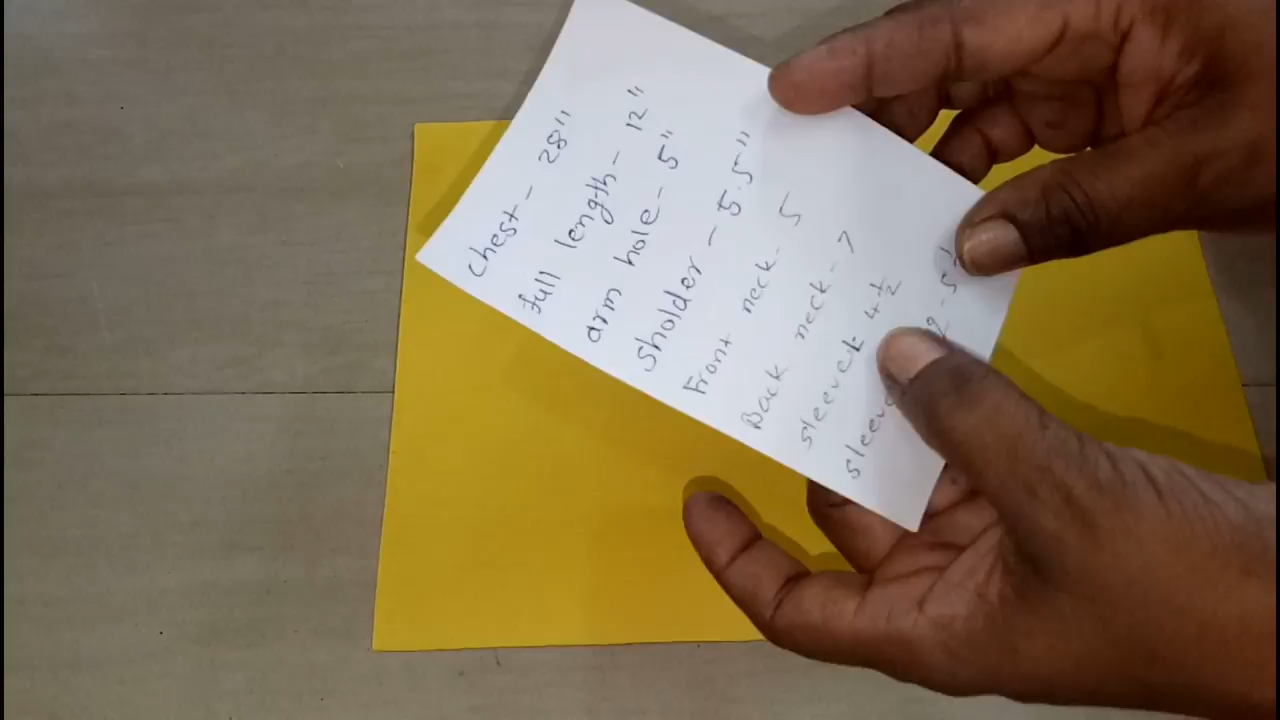 Chest - 28"
full length - 12"
arm hole - 5"
Sholder - 5.5"
Front neck - 5
Back neck - 7
sleeveL 4½